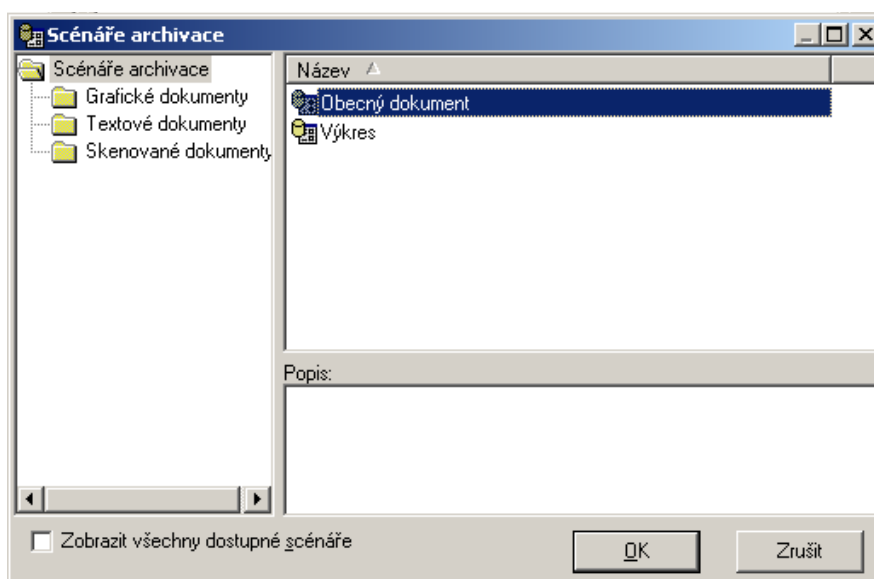 Scénáře archivace
Scénáře archivace
Grafické dokumenty
Textové dokumenty
Skenované dokumenty
Název
Obecný dokument
Výkres
Popis:
Zobrazit všechny dostupné scénáře
OK
Zrušit